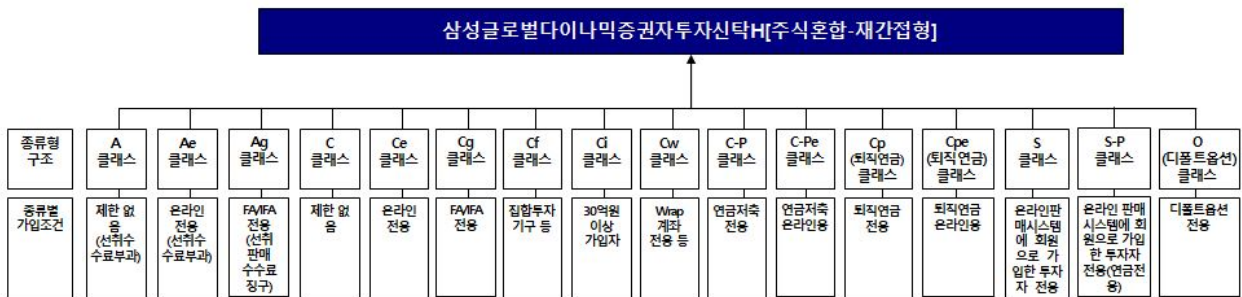 삼성글로벌다이나믹증권자투자신탁H[주식혼합-재간접형]
종류형
구조
A
클래스
Ae
클래스
Ag
클래스
C
클래스
Ce
클래스
Cg
클래스
Cf
클래스
Ci
클래스
Cw
클래스
C-P
클래스
C-Pe
클래스
Cp
(퇴직연금)
클래스
Cpe
(퇴직연금)
클래스
S
클래스
S-P
클래스
O
(디폴트옵션)
클래스
종류별
가입조건
제한 없
음
(선취수
수료부과)
온라인
전용
(선취수
수료부과)
FA/IFA
전용
(선취
판매
수수료
징구)
제한 없
음
온라인
전용
FA/IFA
전용
집합투자
기구 등
30억원
이상
가입자
Wrap
계좌
전용 등
연금저축
전용
연금저축
온라인용
퇴직연금
전용
퇴직연금
온라인용
온라인판
매시스템
에 회원
으로 가
입한 투자
자 전용
온라인 판매
시스템에 회
원으로 가입
한 투자자
전용(연금전
용)
디폴트옵션
전용